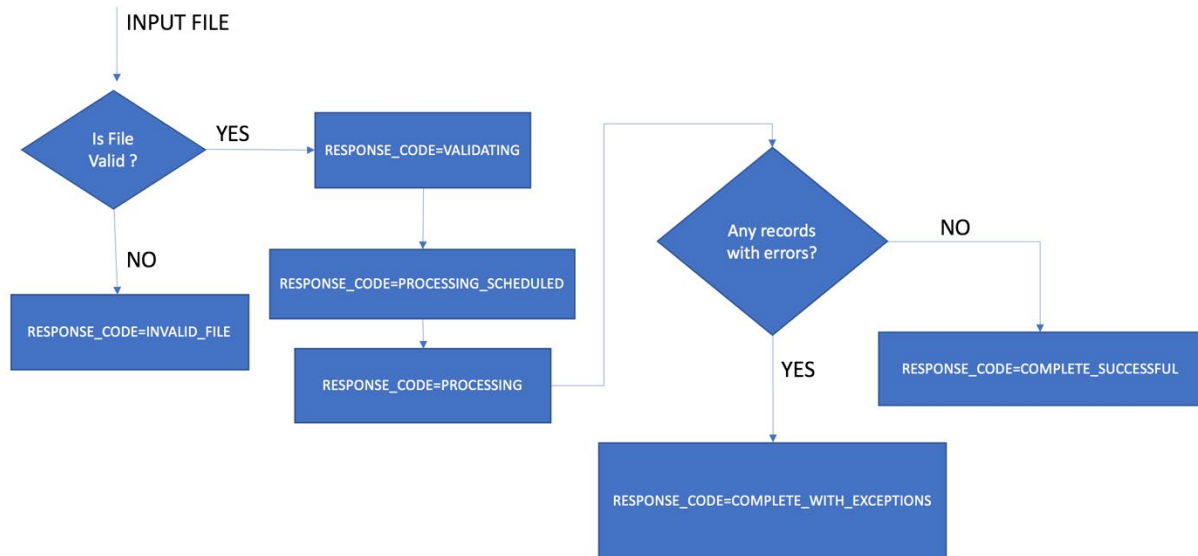 INPUT FILE
Is File
Valid ?
YES
RESPONSE_CODE=VALIDATING
NO
RESPONSE_CODE=INVALID_FILE
RESPONSE_CODE=PROCESSING_SCHEDULED
RESPONSE_CODE=PROCESSING
Any records
with errors?
NO
RESPONSE_CODE=COMPLETE_SUCCESSFUL
YES
RESPONSE_CODE=COMPLETE_WITH_EXCEPTIONS